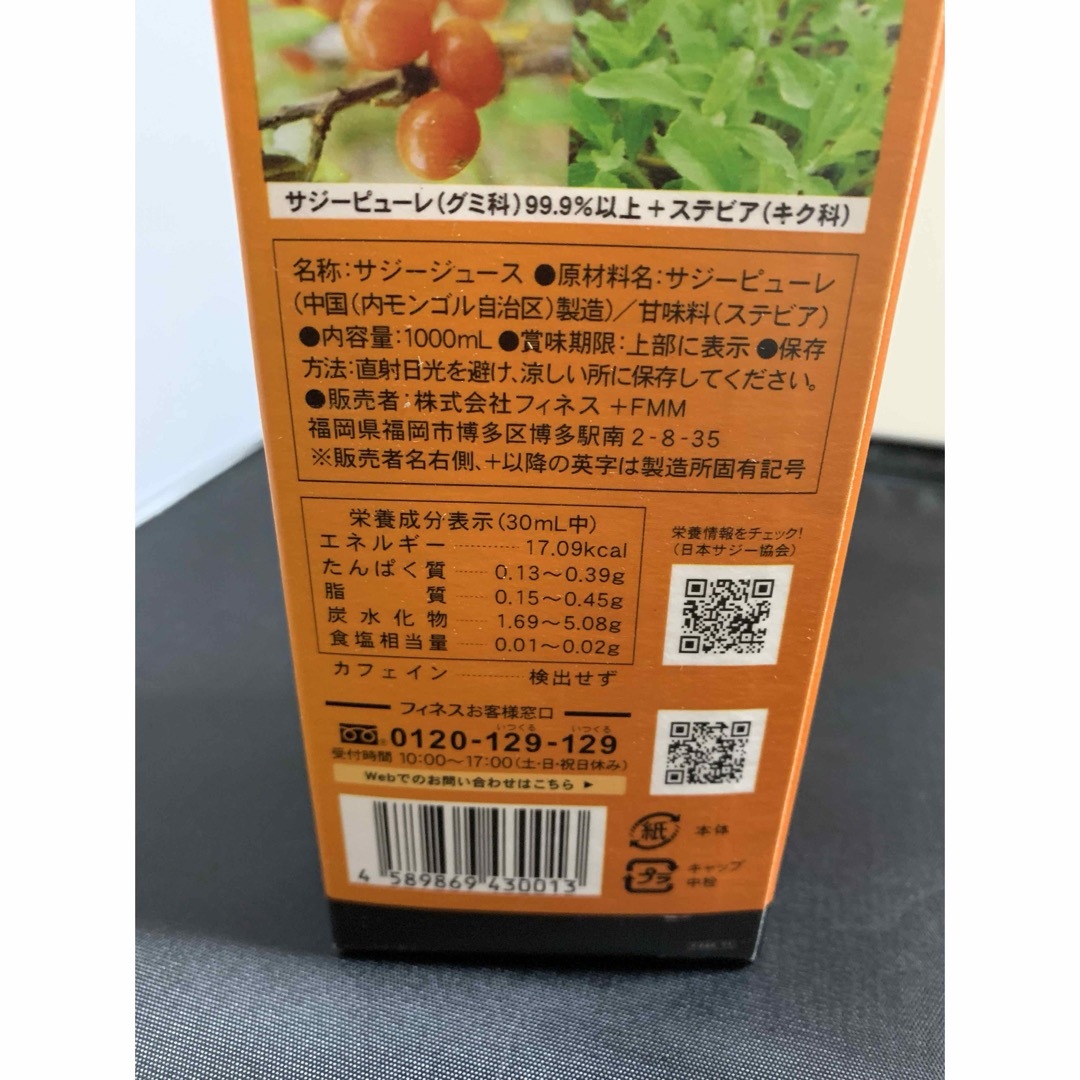 サジーピューレ(グミ科)99.9%以上+ステビア(キク科)
名称:サジージュース ●原材料名:サジーピューレ
(中国(内モンゴル自治区)製造)/甘味料(ステビア)
●内容量:1000mL ●賞味期限:上部に表示 ●保存
方法:直射日光を避け、涼しい所に保存してください。
●販売者:株式会社フィネス +FMM
福岡県福岡市博多区博多駅南2-8-35
※販売者名右側、+以降の英字は製造所固有記号
栄養成分表示(30mL中)
エネルギー 17.09kcal
たんぱく質 0.13〜0.39g
脂質 0.15〜0.45g
炭水化物 1.69〜5.08g
食塩相当量 0.01〜0.02g
カフェイン 検出せず
栄養情報をチェック!
(日本サジー協会)
フィネスお客様窓口
いつくる いつくる
0120-129-129
受付時間 10:00〜17:00(土・日・祝日休み)
Webでのお問い合わせはこちら ▶
4 589869 430013
紙 本体
プラ キャップ
中栓